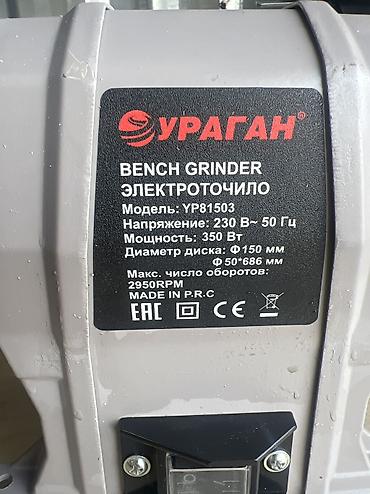 УРАГАН®
BENCH GRINDER
ЭЛЕКТРОТОЧИЛО
Модель: YP81503
Напряжение: 230 В~ 50 Гц
Мощность: 350 Вт
Диаметр диска: Ф150 мм
Ф50*686 мм
Макс. число оборотов:
2950RPM
MADE IN P.R.C
EAC CE